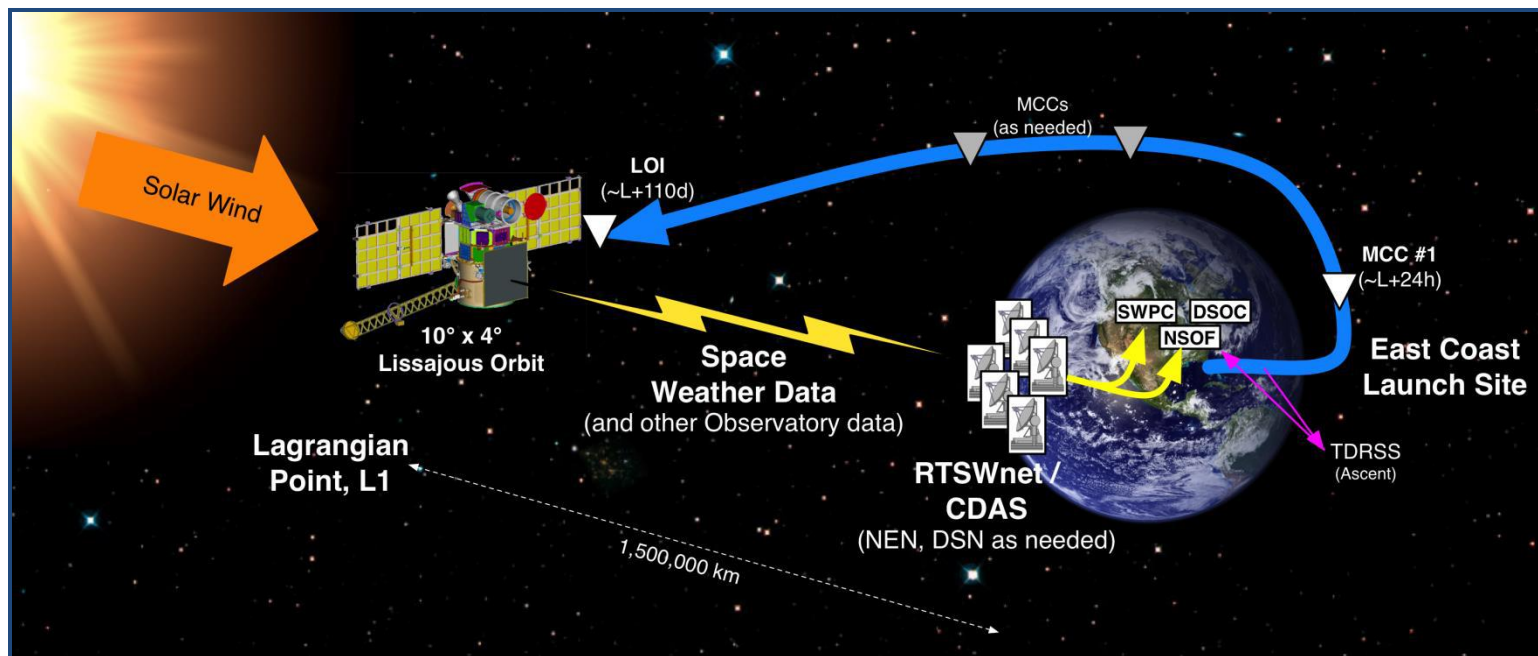 MCCs
(as needed)
LOI
(~L+110d)
Solar Wind
MCC #1
(~L+24h)
SWPC
DSOC
NSOF
10° x 4°
Lissajous Orbit
Space
Weather Data
(and other Observatory data)
East Coast
Launch Site
Lagrangian
Point, L1
TDRSS
(Ascent)
RTSWnet /
CDAS
(NEN, DSN as needed)
1,500,000 km